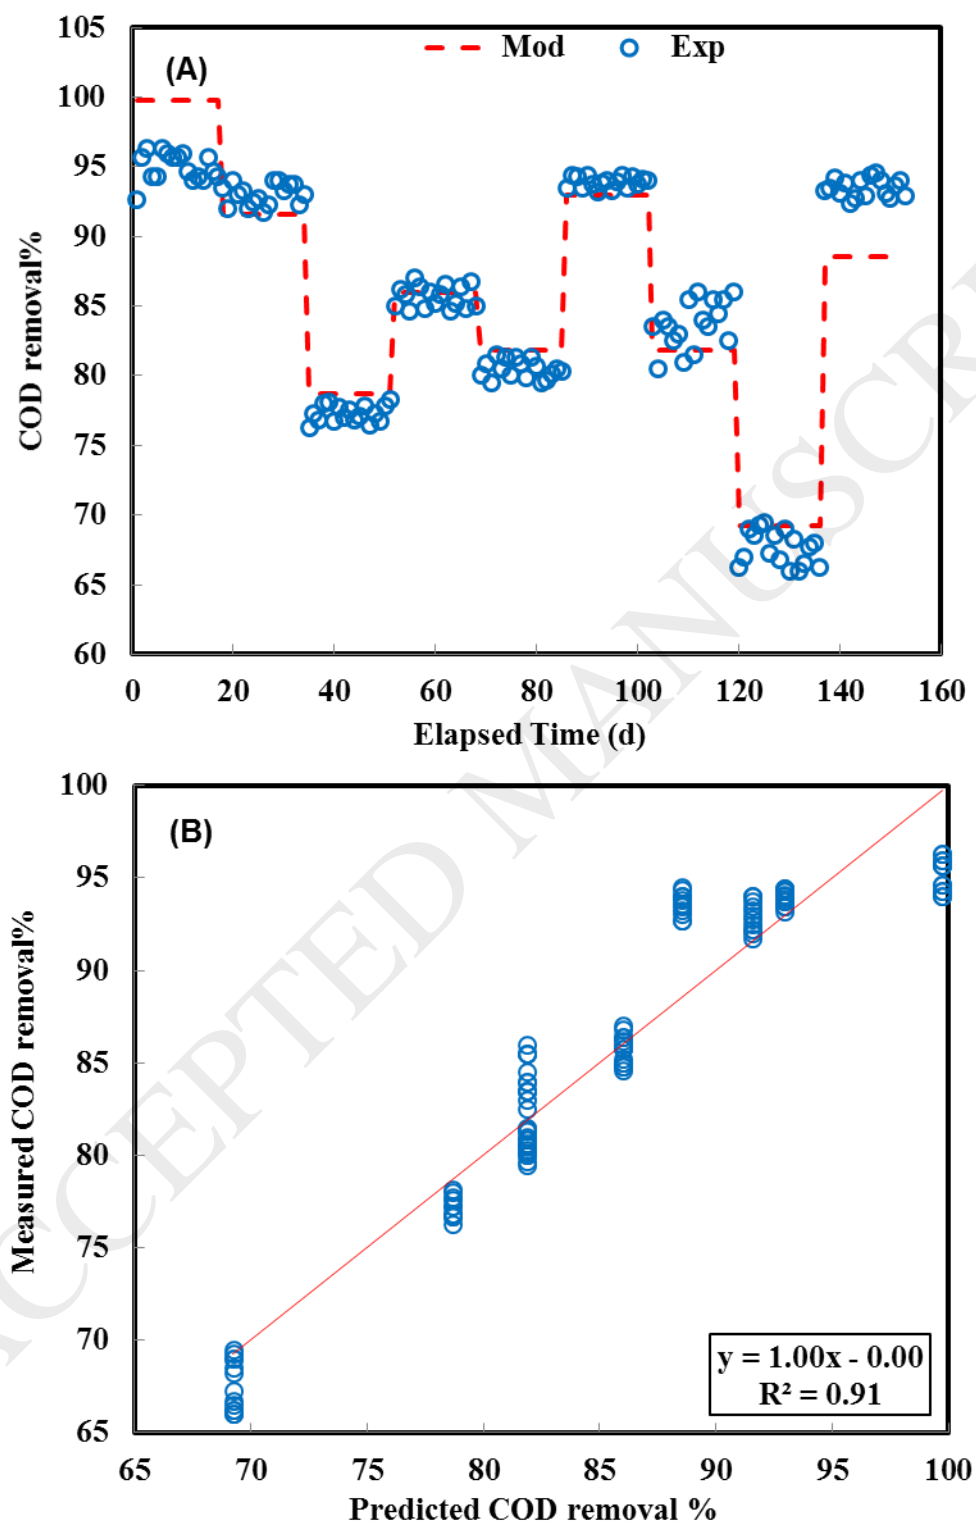 105
100
95
90
85
80
75
70
65
60
COD removal%
(A)
Mod Exp
0 20 40 60 80 100 120 140 160
Elapsed Time (d)
100
95
90
85
80
75
70
65
Measured COD removal%
(B)
y = 1.00x - 0.00
R² = 0.91
65 70 75 80 85 90 95 100
Predicted COD removal %
ACCEPTED MANUSCR